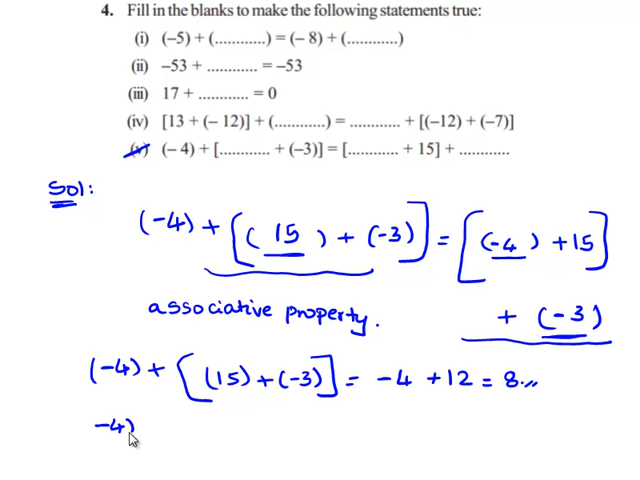 4. Fill in the blanks to make the following statements true:
(i) (–5) + (............) = (– 8) + (............)
(ii) –53 + ............ = –53
(iii) 17 + ............ = 0
(iv) [13 + (– 12)] + (............) = ............ + [(–12) + (–7)]
(v) (– 4) + [............ + (–3)] = [............ + 15] + ............
Sol:
(-4) + [( 15 ) + (-3)] = [(-4) + 15]
+ (-3)
associative property.
(-4) + [(15) + (-3)] = -4 + 12 = 8...
-4)